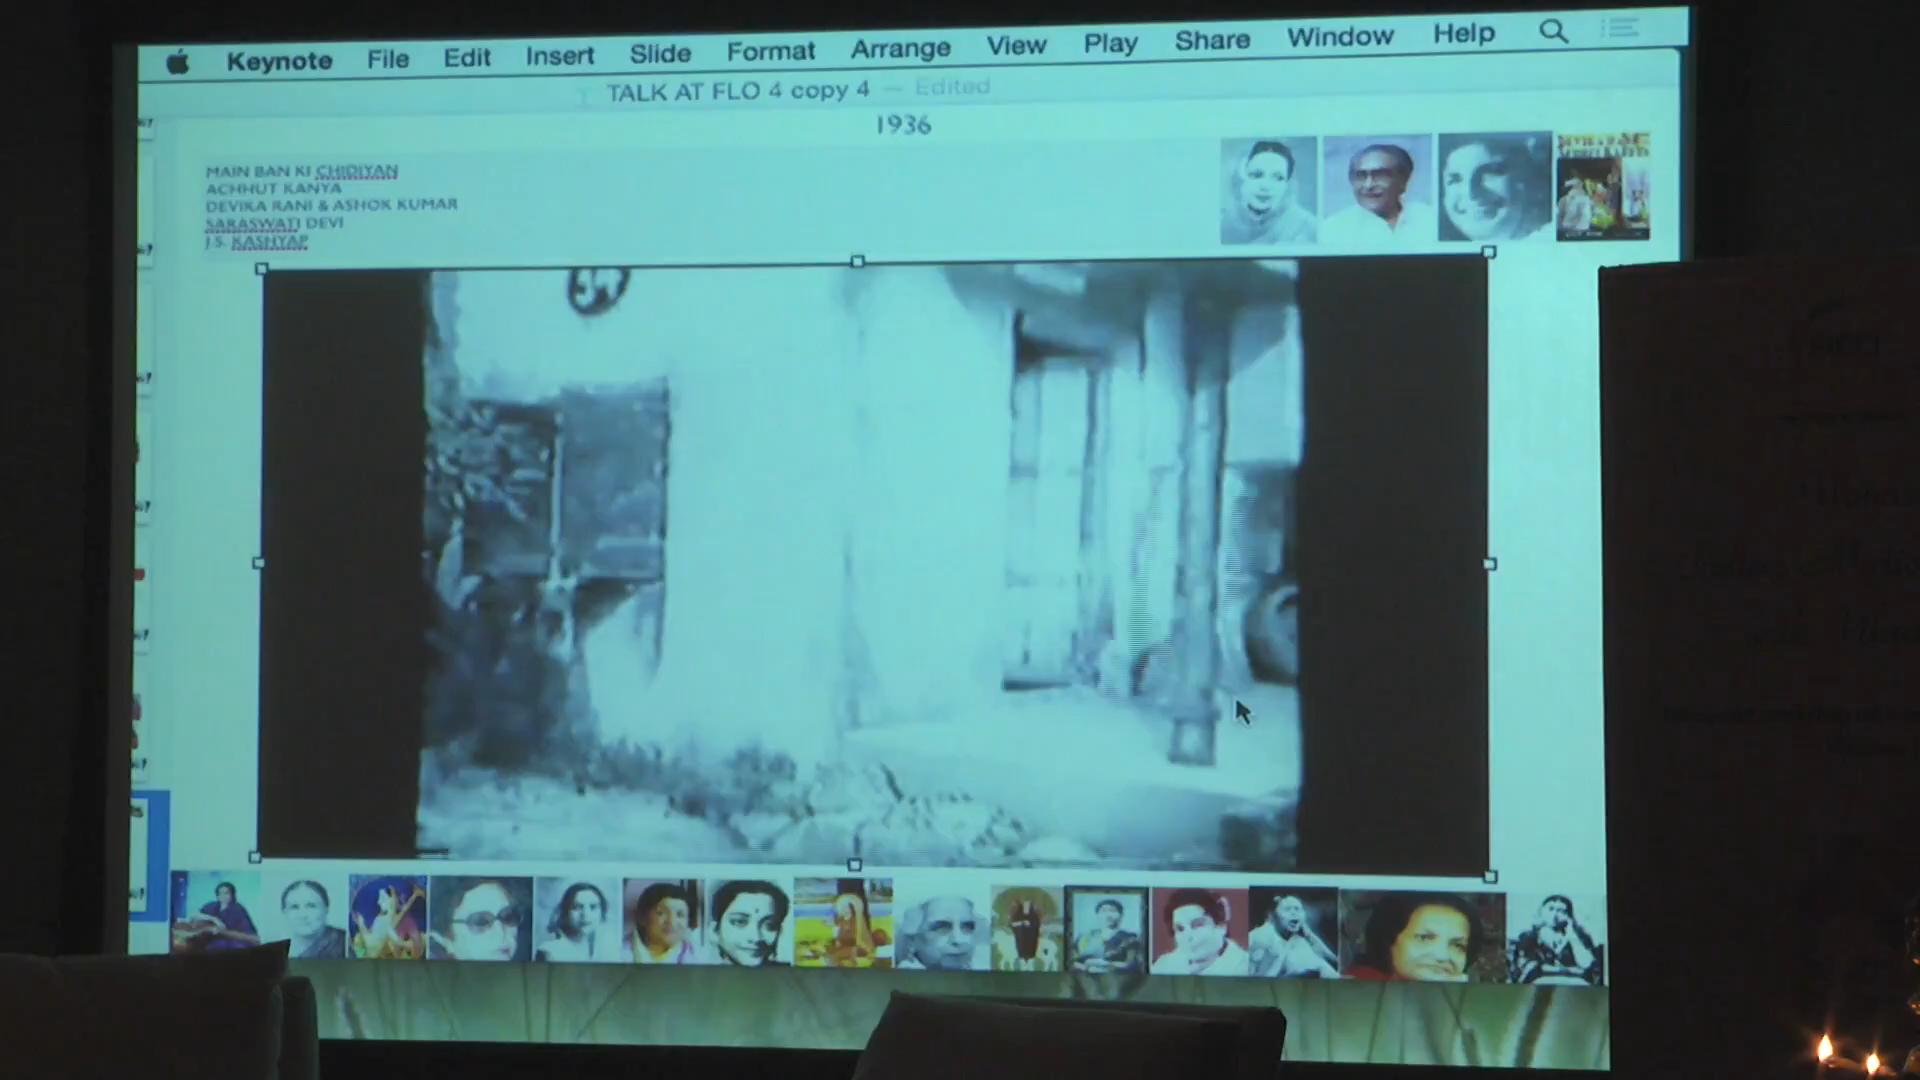 Keynote File Edit Insert Slide Format Arrange View Play Share Window Help
TALK AT FLO 4 copy 4 — Edited
1936
MAIN BAN KI CHIDIYAN
ACHHUT KANYA
DEVIKA RANI & ASHOK KUMAR
SARASWATI DEVI
J.S. KASHYAP